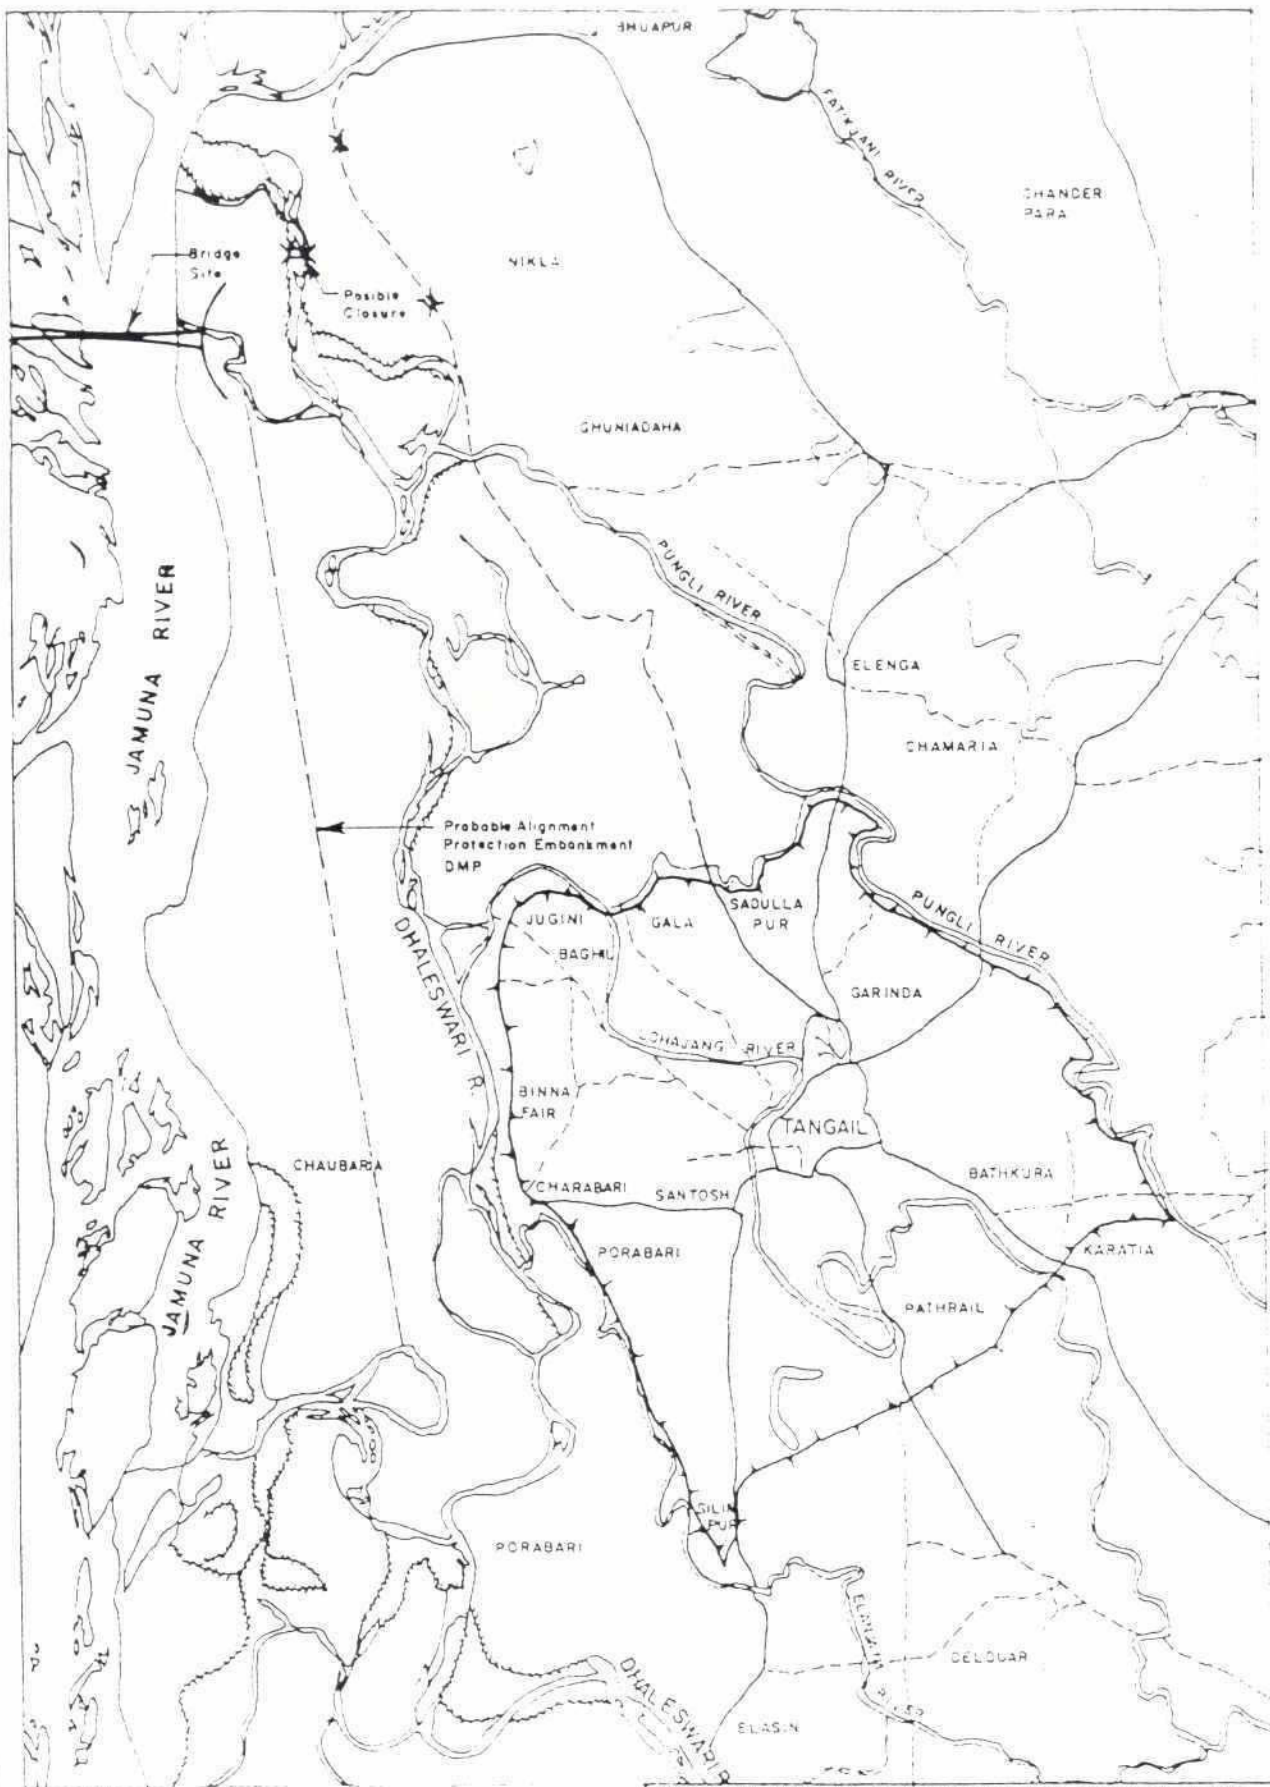 BHUAPUR
FATIKJANI RIVER
CHANDER
PARA
Bridge
Site
NIKLA
Posible
Closure
GHUNIADAHA
PUNGLI RIVER
JAMUNA RIVER
ELENGA
CHAMARIA
Probable Alignment
Protection Embankment
DMP
DHALESWARI R.
JUGINI
GALA
SADULLA
PUR
PUNGLI RIVER
BAGHIL
GARINDA
LOHAJANG RIVER
BINNA
FAIR
TANGAIL
JAMUNA RIVER
CHAUBARIA
CHARABARI
SANTOSH
BATHKURA
PORABARI
KARATIA
PATHRAIL
SILIM
PUR
PORABARI
RIVER
DELDUAR
DHALESWARI R
ELASIN